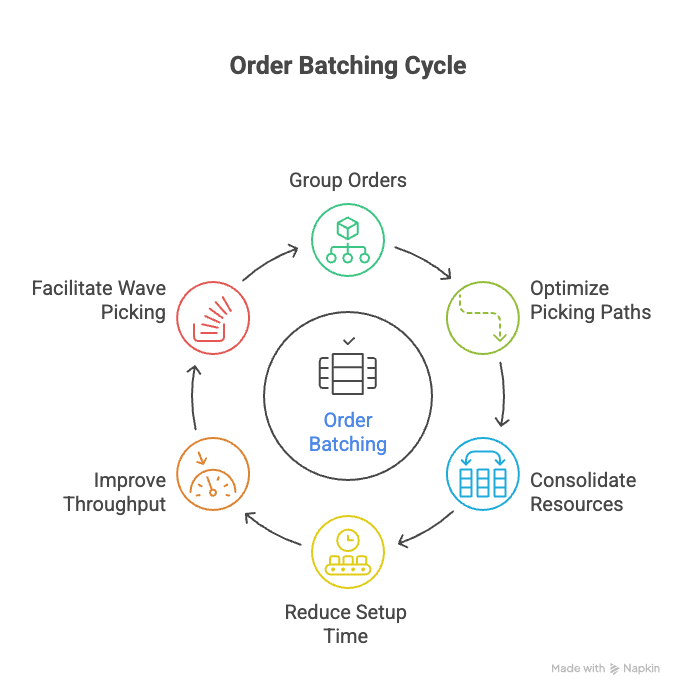 Order Batching Cycle
Group Orders
Optimize
Picking Paths
Consolidate
Resources
Reduce Setup
Time
Improve
Throughput
Facilitate Wave
Picking
Order
Batching
Made with Napkin